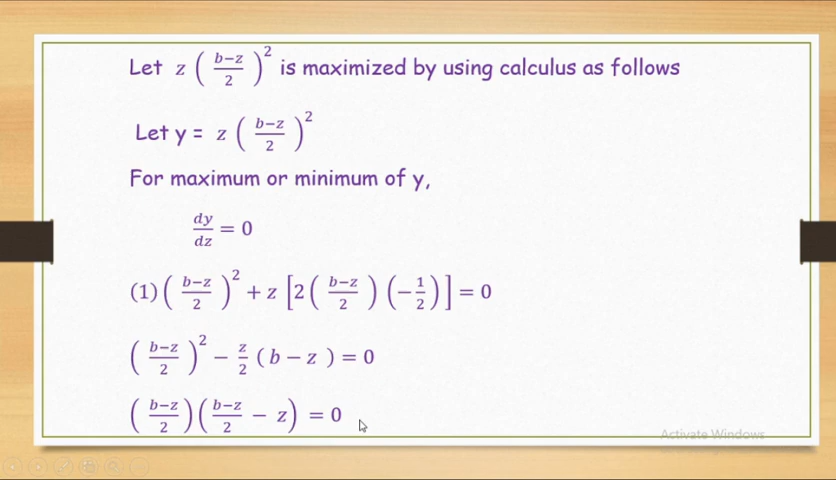 Let z ( (b−z)/2 )² is maximized by using calculus as follows
Let y = z ( (b−z)/2 )²
For maximum or minimum of y,
dy/dz = 0
(1) ( (b−z)/2 )² + z [2 ( (b−z)/2 ) (−1/2)] = 0
( (b−z)/2 )² − z/2 ( b − z ) = 0
( (b−z)/2 ) ( (b−z)/2 − z) = 0
Activate Windows